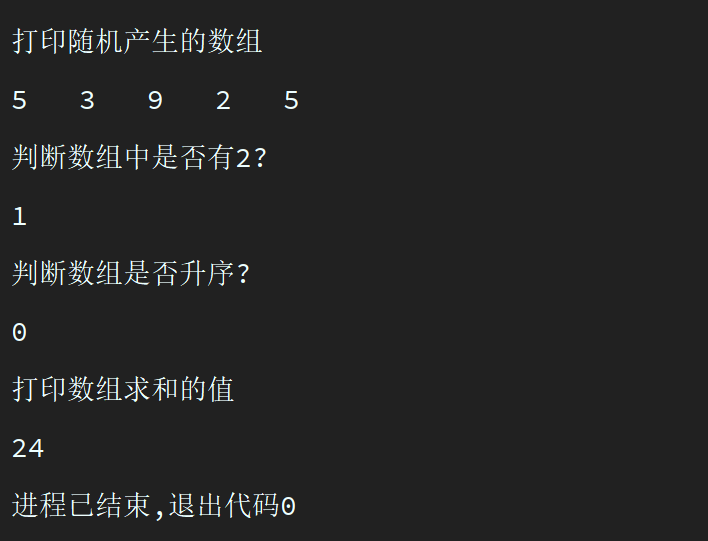 打印随机产生的数组
5 3 9 2 5
判断数组中是否有2?
1
判断数组是否升序?
0
打印数组求和的值
24
进程已结束,退出代码0